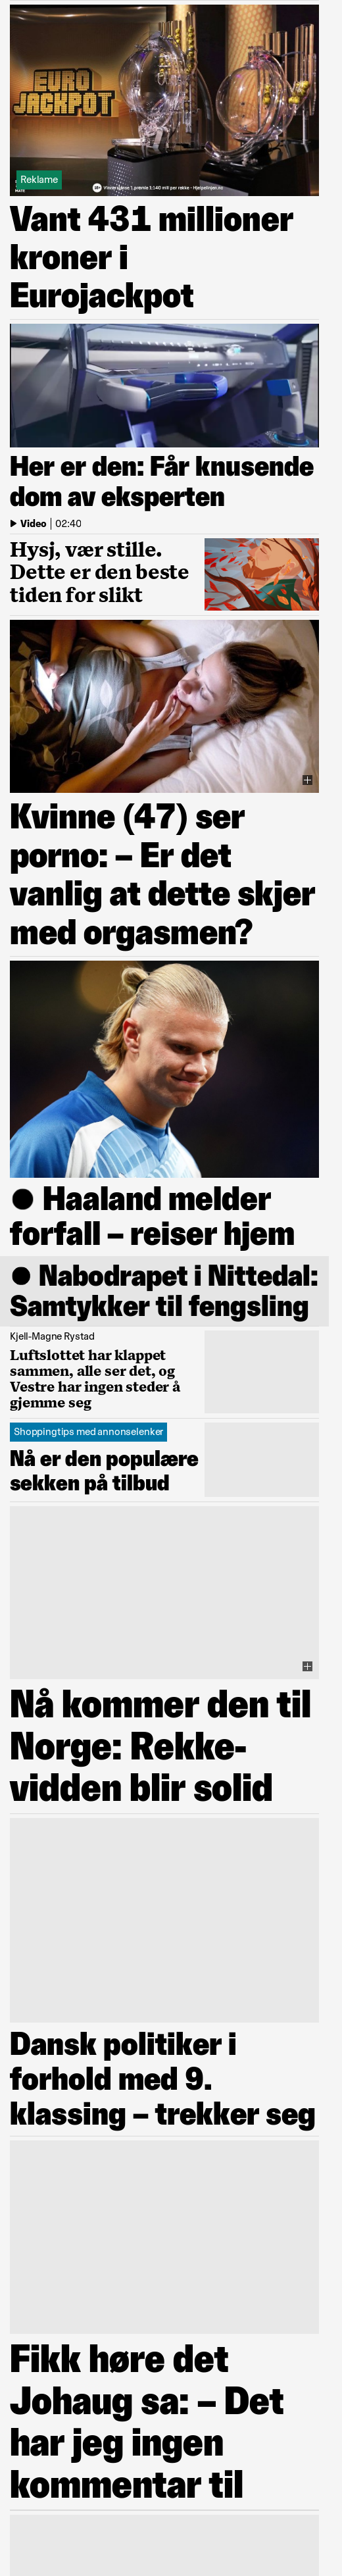 EURO
JACKPOT
Reklame
Vant 431 millioner
kroner i
Eurojackpot
Her er den: Får knusende
dom av eksperten
Video | 02:40
Hysj, vær stille.
Dette er den beste
tiden for slikt
Kvinne (47) ser
porno: – Er det
vanlig at dette skjer
med orgasmen?
● Haaland melder
forfall – reiser hjem
● Nabodrapet i Nittedal:
Samtykker til fengsling
Kjell-Magne Rystad
Luftslottet har klappet
sammen, alle ser det, og
Vestre har ingen steder å
gjemme seg
Shoppingtips med annonselenker
Nå er den populære
sekken på tilbud
Nå kommer den til
Norge: Rekke-
vidden blir solid
Dansk politiker i
forhold med 9.
klassing – trekker seg
Fikk høre det
Johaug sa: – Det
har jeg ingen
kommentar til